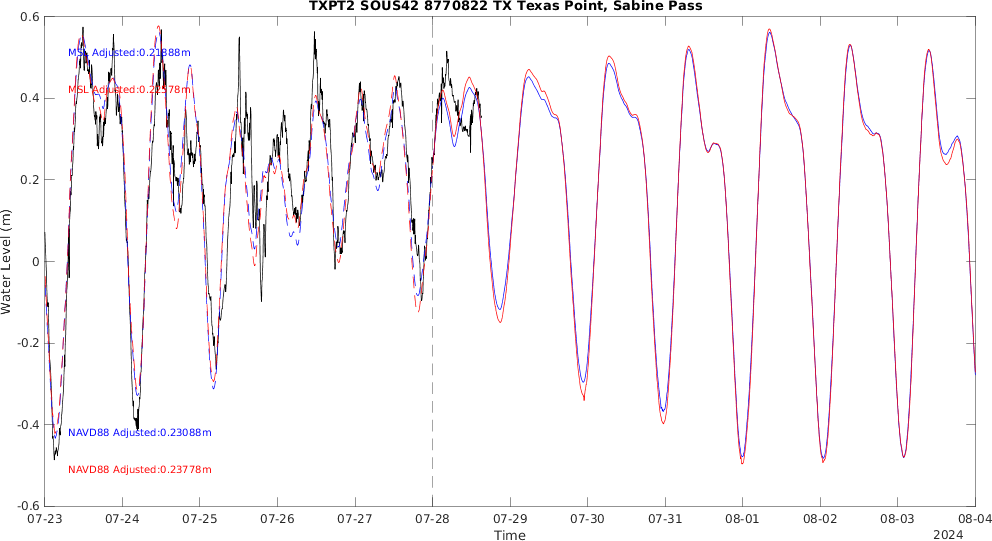 TXPT2 SOUS42 8770822 TX Texas Point, Sabine Pass
0.6
0.4
0.2
0
-0.2
-0.4
-0.6
Water Level (m)
MSL Adjusted:0.21888m
MSL Adjusted:0.22578m
NAVD88 Adjusted:0.23088m
NAVD88 Adjusted:0.23778m
07-23 07-24 07-25 07-26 07-27 07-28 07-29 07-30 07-31 08-01 08-02 08-03 08-04
Time
2024